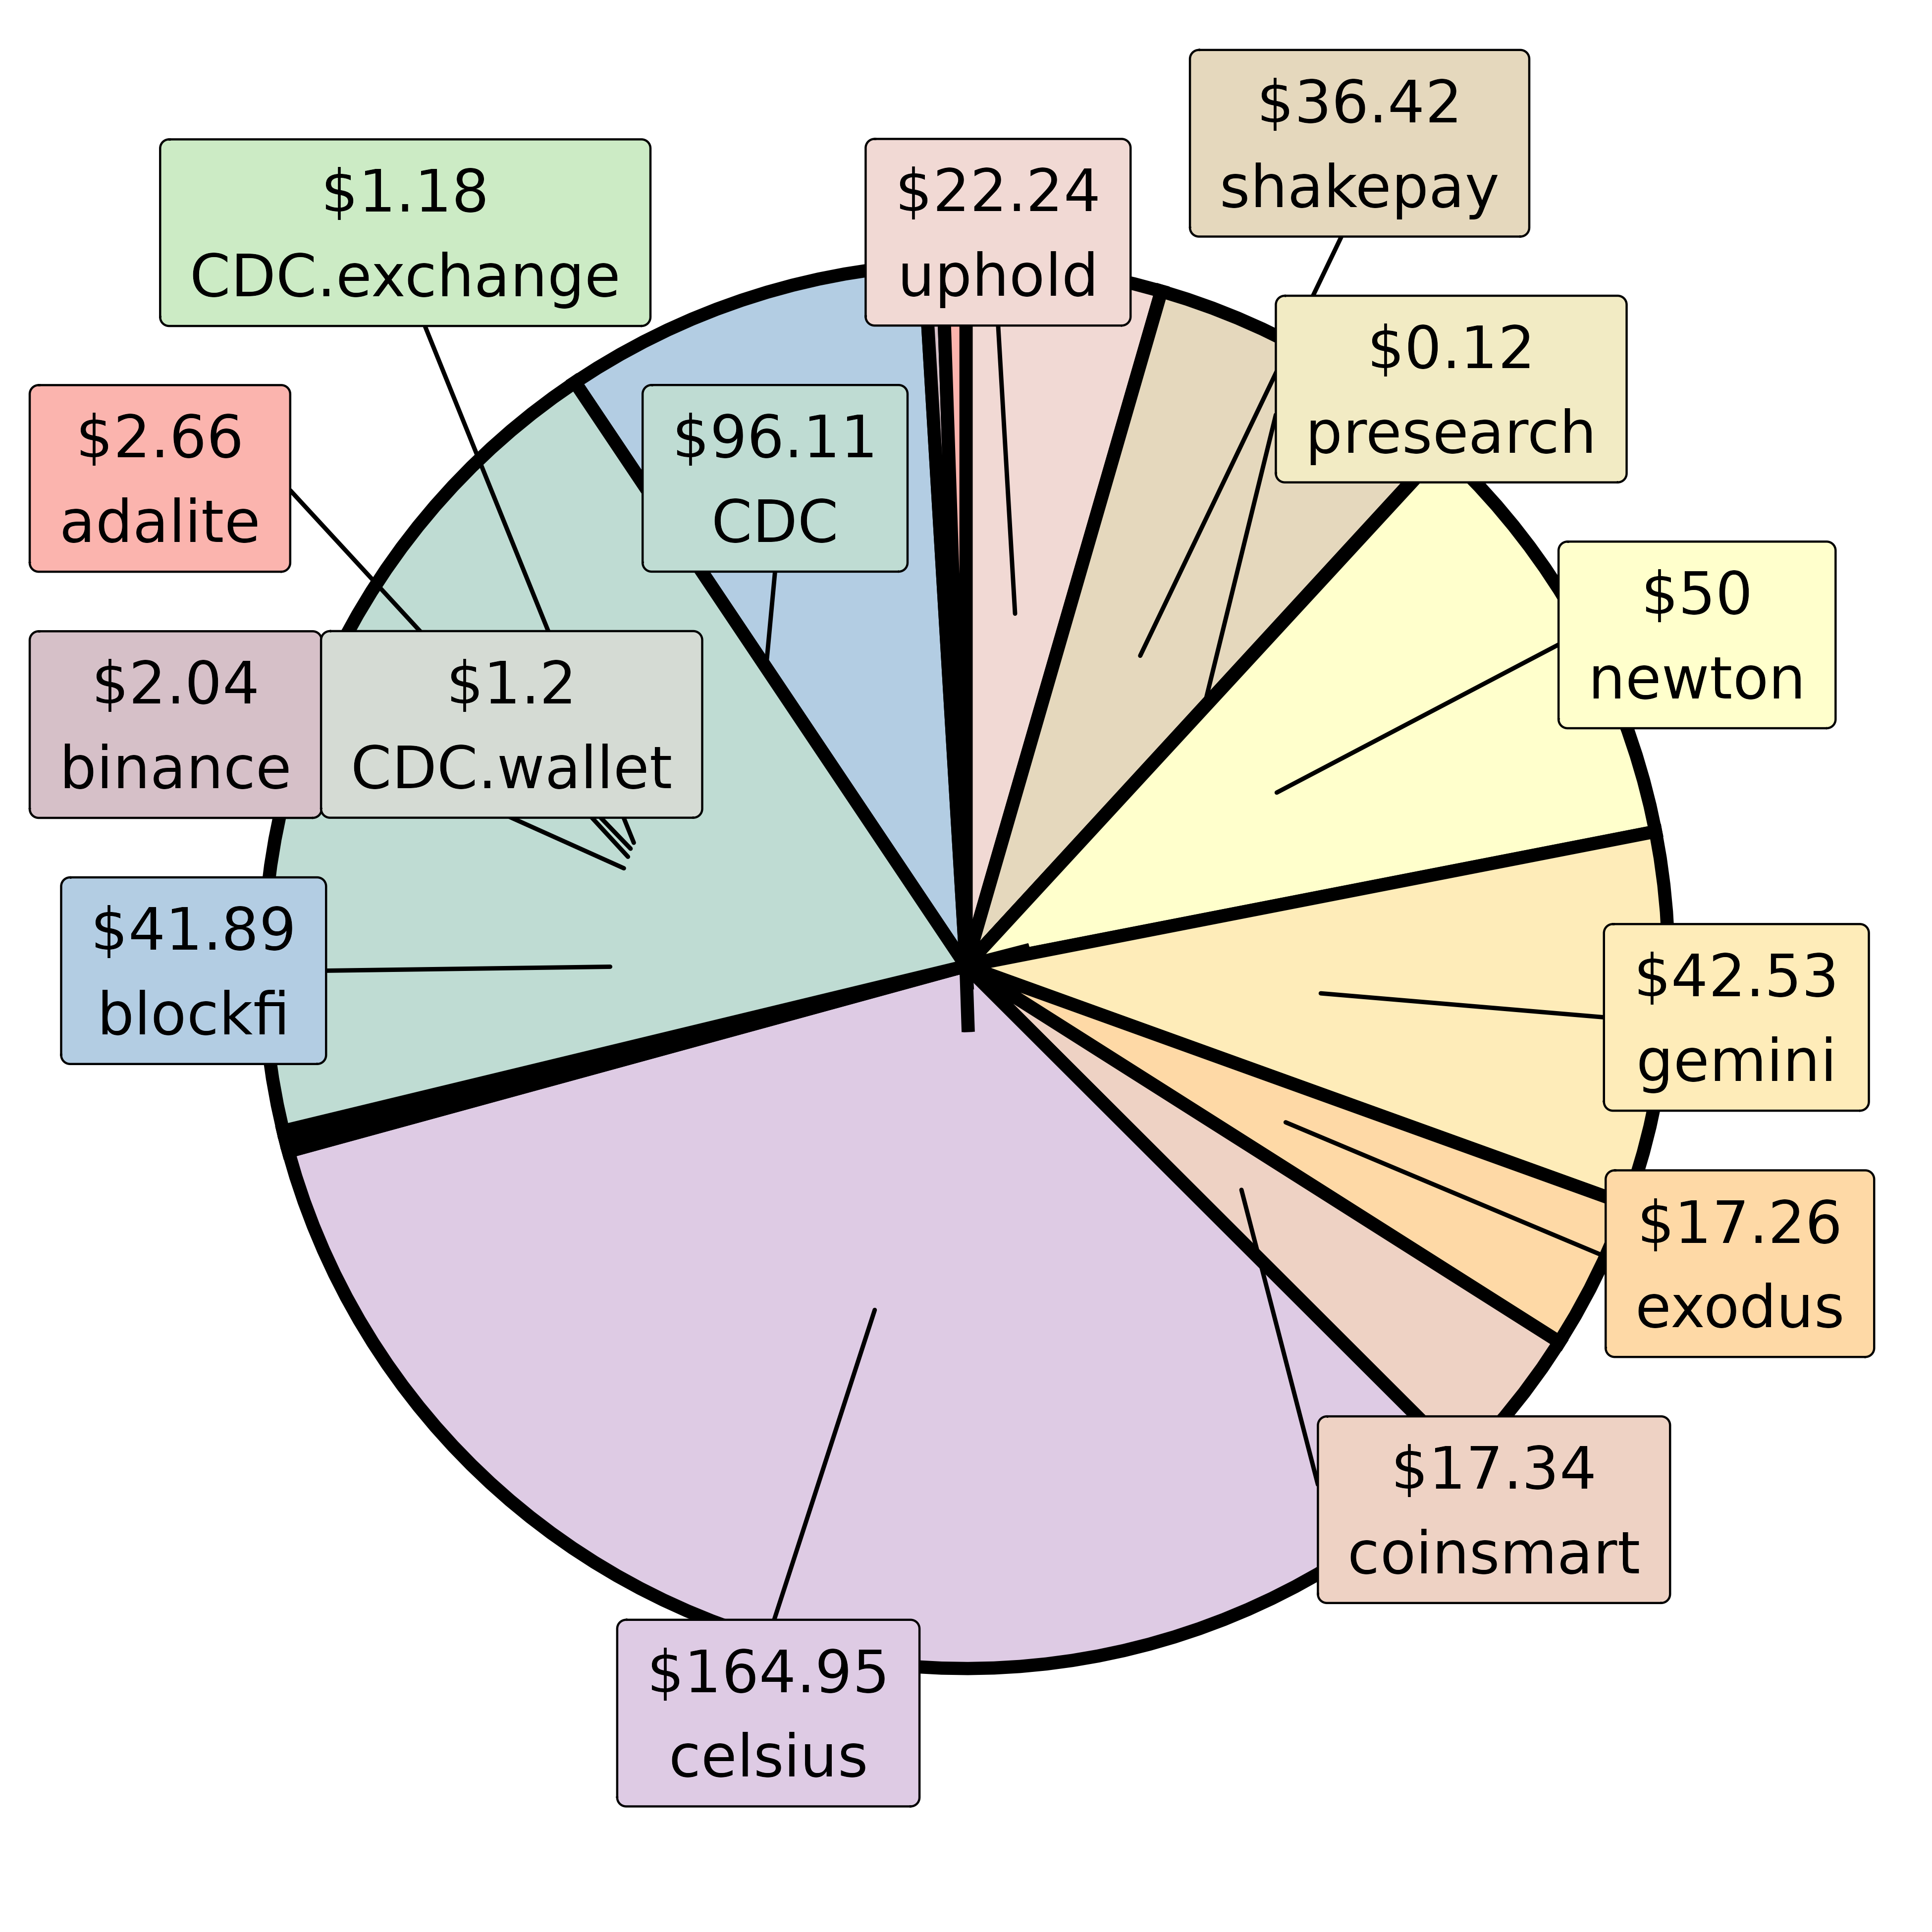 $36.42
shakepay
$1.18
CDC.exchange
$22.24
uphold
$0.12
presearch
$2.66
adalite
$96.11
CDC
$50
newton
$2.04
binance
$1.2
CDC.wallet
$41.89
blockfi
$42.53
gemini
$17.26
exodus
$17.34
coinsmart
$164.95
celsius